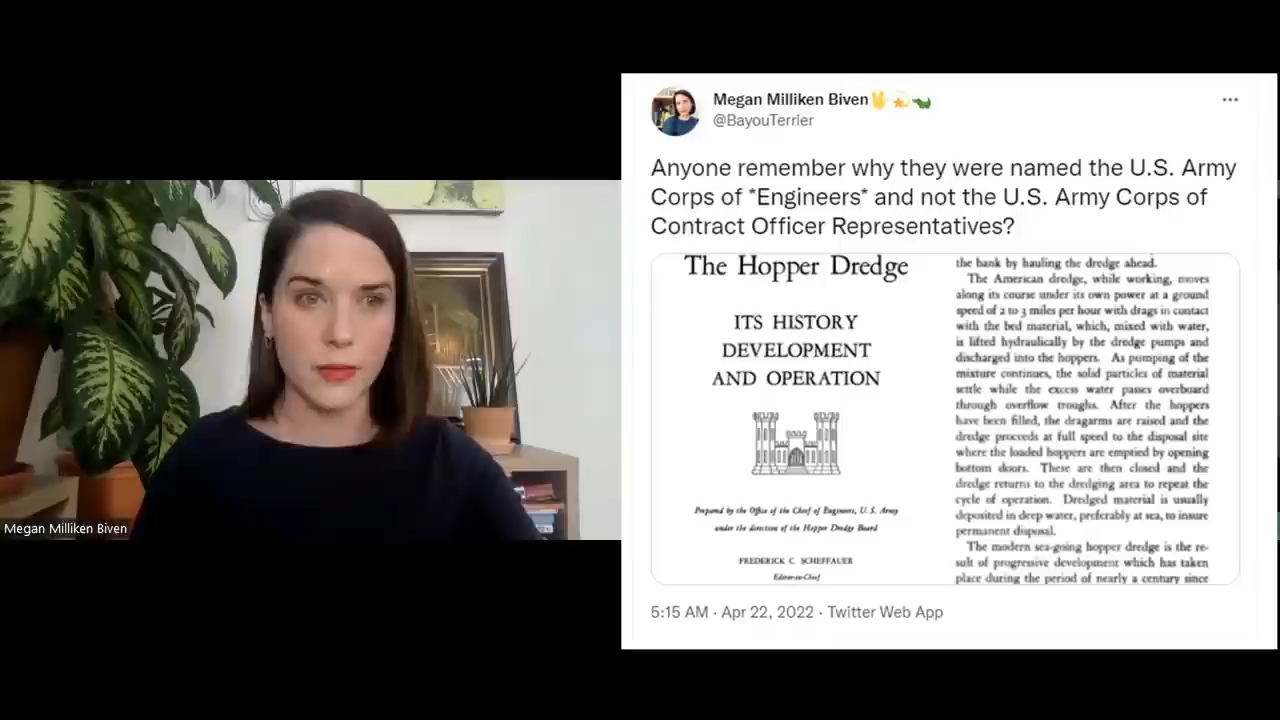 Megan Milliken Biven
Megan Milliken Biven🖖💫🐊
@BayouTerrier
Anyone remember why they were named the U.S. Army
Corps of *Engineers* and not the U.S. Army Corps of
Contract Officer Representatives?
The Hopper Dredge
ITS HISTORY
DEVELOPMENT
AND OPERATION
Prepared by the Office of the Chief of Engineers, U. S. Army
under the direction of the Hopper Dredge Board
FREDERICK C. SCHEFFAUER
Editor-in-Chief
the bank by hauling the dredge ahead.
The American dredge, while working, moves
along its course under its own power at a ground
speed of 2 to 3 miles per hour with drags in contact
with the bed material, which, mixed with water,
is lifted hydraulically by the dredge pumps and
discharged into the hoppers. As pumping of the
mixture continues, the solid particles of material
settle while the excess water passes overboard
through overflow troughs. After the hoppers
have been filled, the dragarms are raised and the
dredge proceeds at full speed to the disposal site
where the loaded hoppers are emptied by opening
bottom doors. These are then closed and the
dredge returns to the dredging area to repeat the
cycle of operation. Dredged material is usually
deposited in deep water, preferably at sea, to insure
permanent disposal.
The modern sea-going hopper dredge is the re-
sult of progressive development which has taken
place during the period of nearly a century since
5:15 AM · Apr 22, 2022 · Twitter Web App